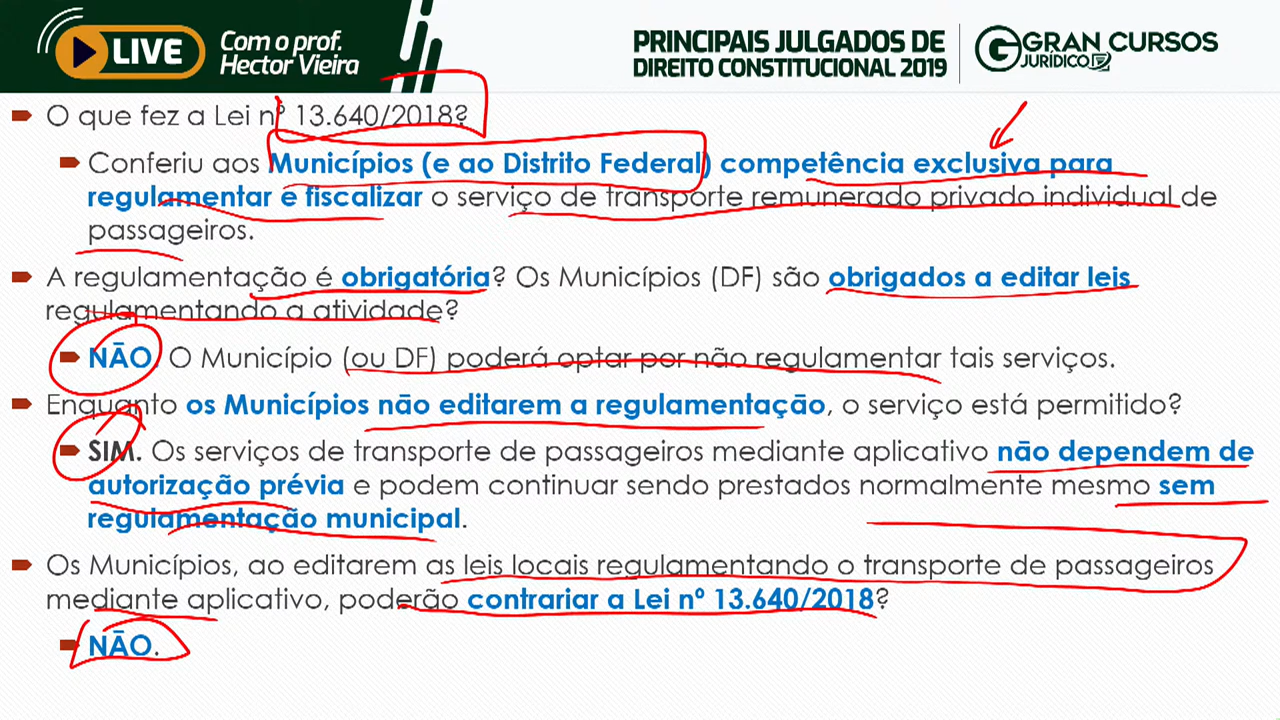 LIVE
Com o prof.
Hector Vieira
PRINCIPAIS JULGADOS DE
DIREITO CONSTITUCIONAL 2019
GRAN CURSOS
JURÍDICO
O que fez a Lei nº 13.640/2018?
Conferiu aos Municípios (e ao Distrito Federal) competência exclusiva para
regulamentar e fiscalizar o serviço de transporte remunerado privado individual de
passageiros.
A regulamentação é obrigatória? Os Municípios (DF) são obrigados a editar leis
regulamentando a atividade?
NÃO. O Município (ou DF) poderá optar por não regulamentar tais serviços.
Enquanto os Municípios não editarem a regulamentação, o serviço está permitido?
SIM. Os serviços de transporte de passageiros mediante aplicativo não dependem de
autorização prévia e podem continuar sendo prestados normalmente mesmo sem
regulamentação municipal.
Os Municípios, ao editarem as leis locais regulamentando o transporte de passageiros
mediante aplicativo, poderão contrariar a Lei nº 13.640/2018?
NÃO.